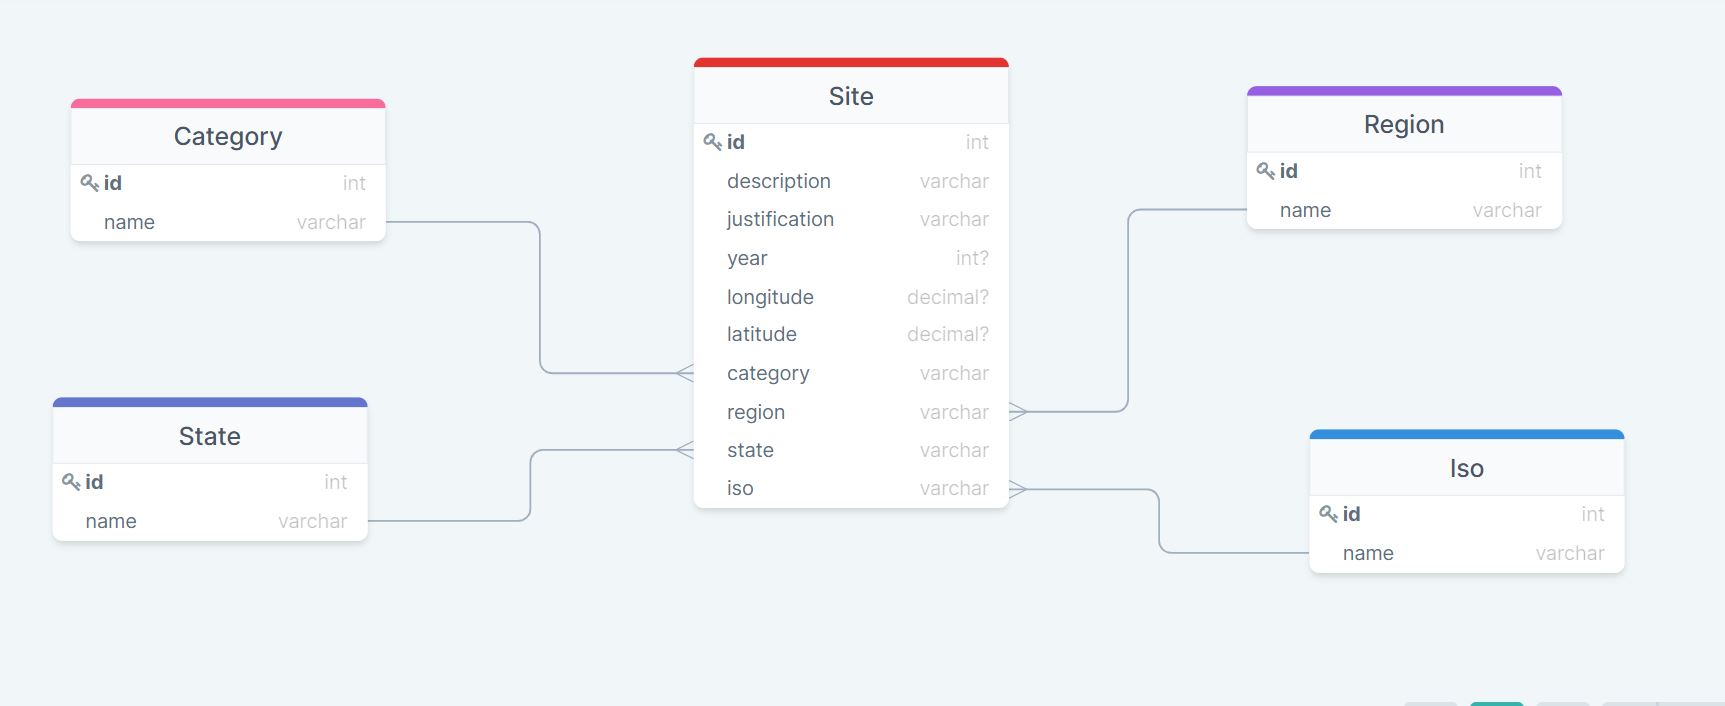 Category
id int
name varchar
State
id int
name varchar
Site
id int
description varchar
justification varchar
year int?
longitude decimal?
latitude decimal?
category varchar
region varchar
state varchar
iso varchar
Region
id int
name varchar
Iso
id int
name varchar